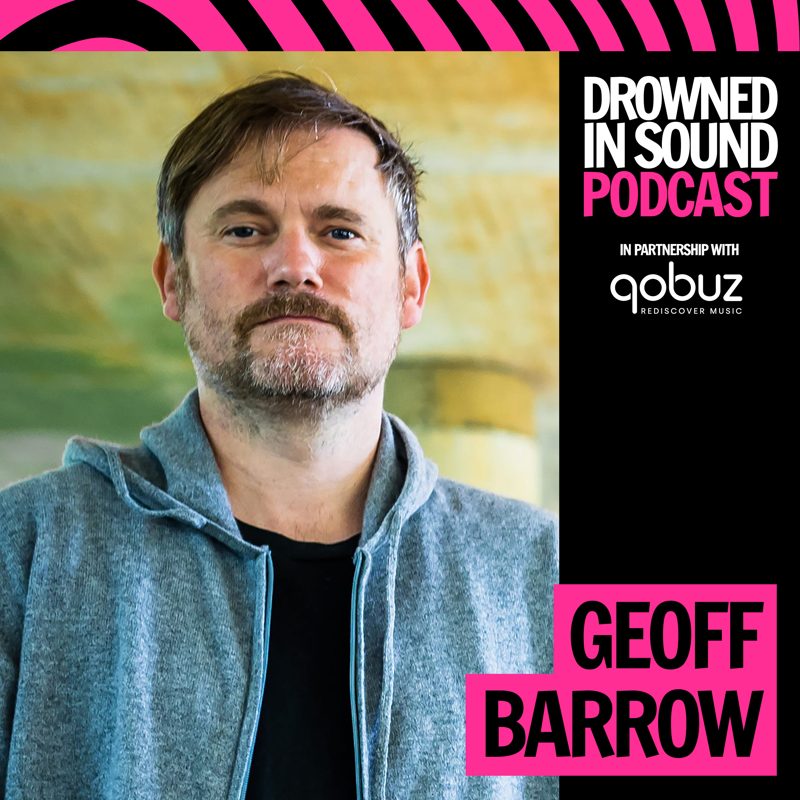 DROWNED
IN SOUND
PODCAST
IN PARTNERSHIP WITH
qobuz
REDISCOVER MUSIC
GEOFF
BARROW